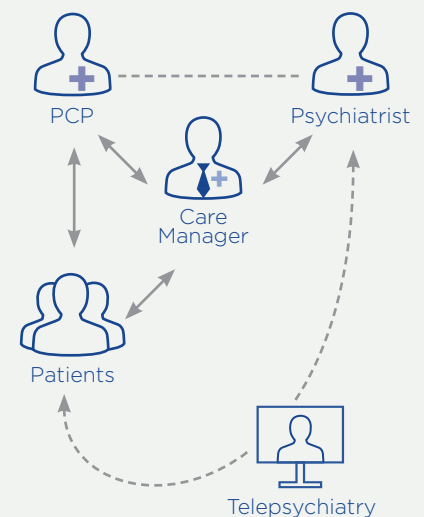 PCP
Psychiatrist
Care
Manager
Patients
Telepsychiatry